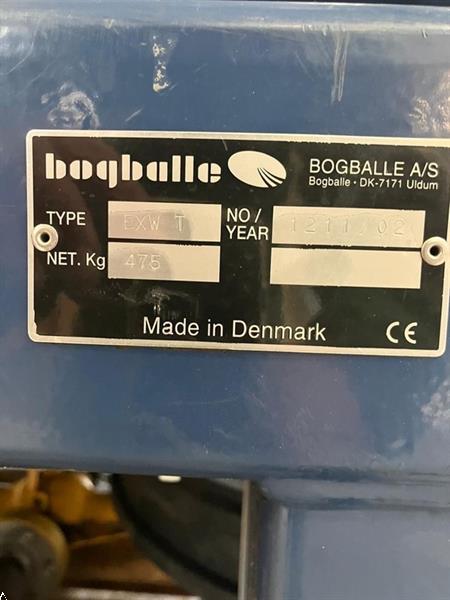 bogballe
BOGBALLE A/S
Bogballe · DK-7171 Uldum
TYPE EXW T NO / YEAR 1211/02
NET. Kg 475
Made in Denmark CE